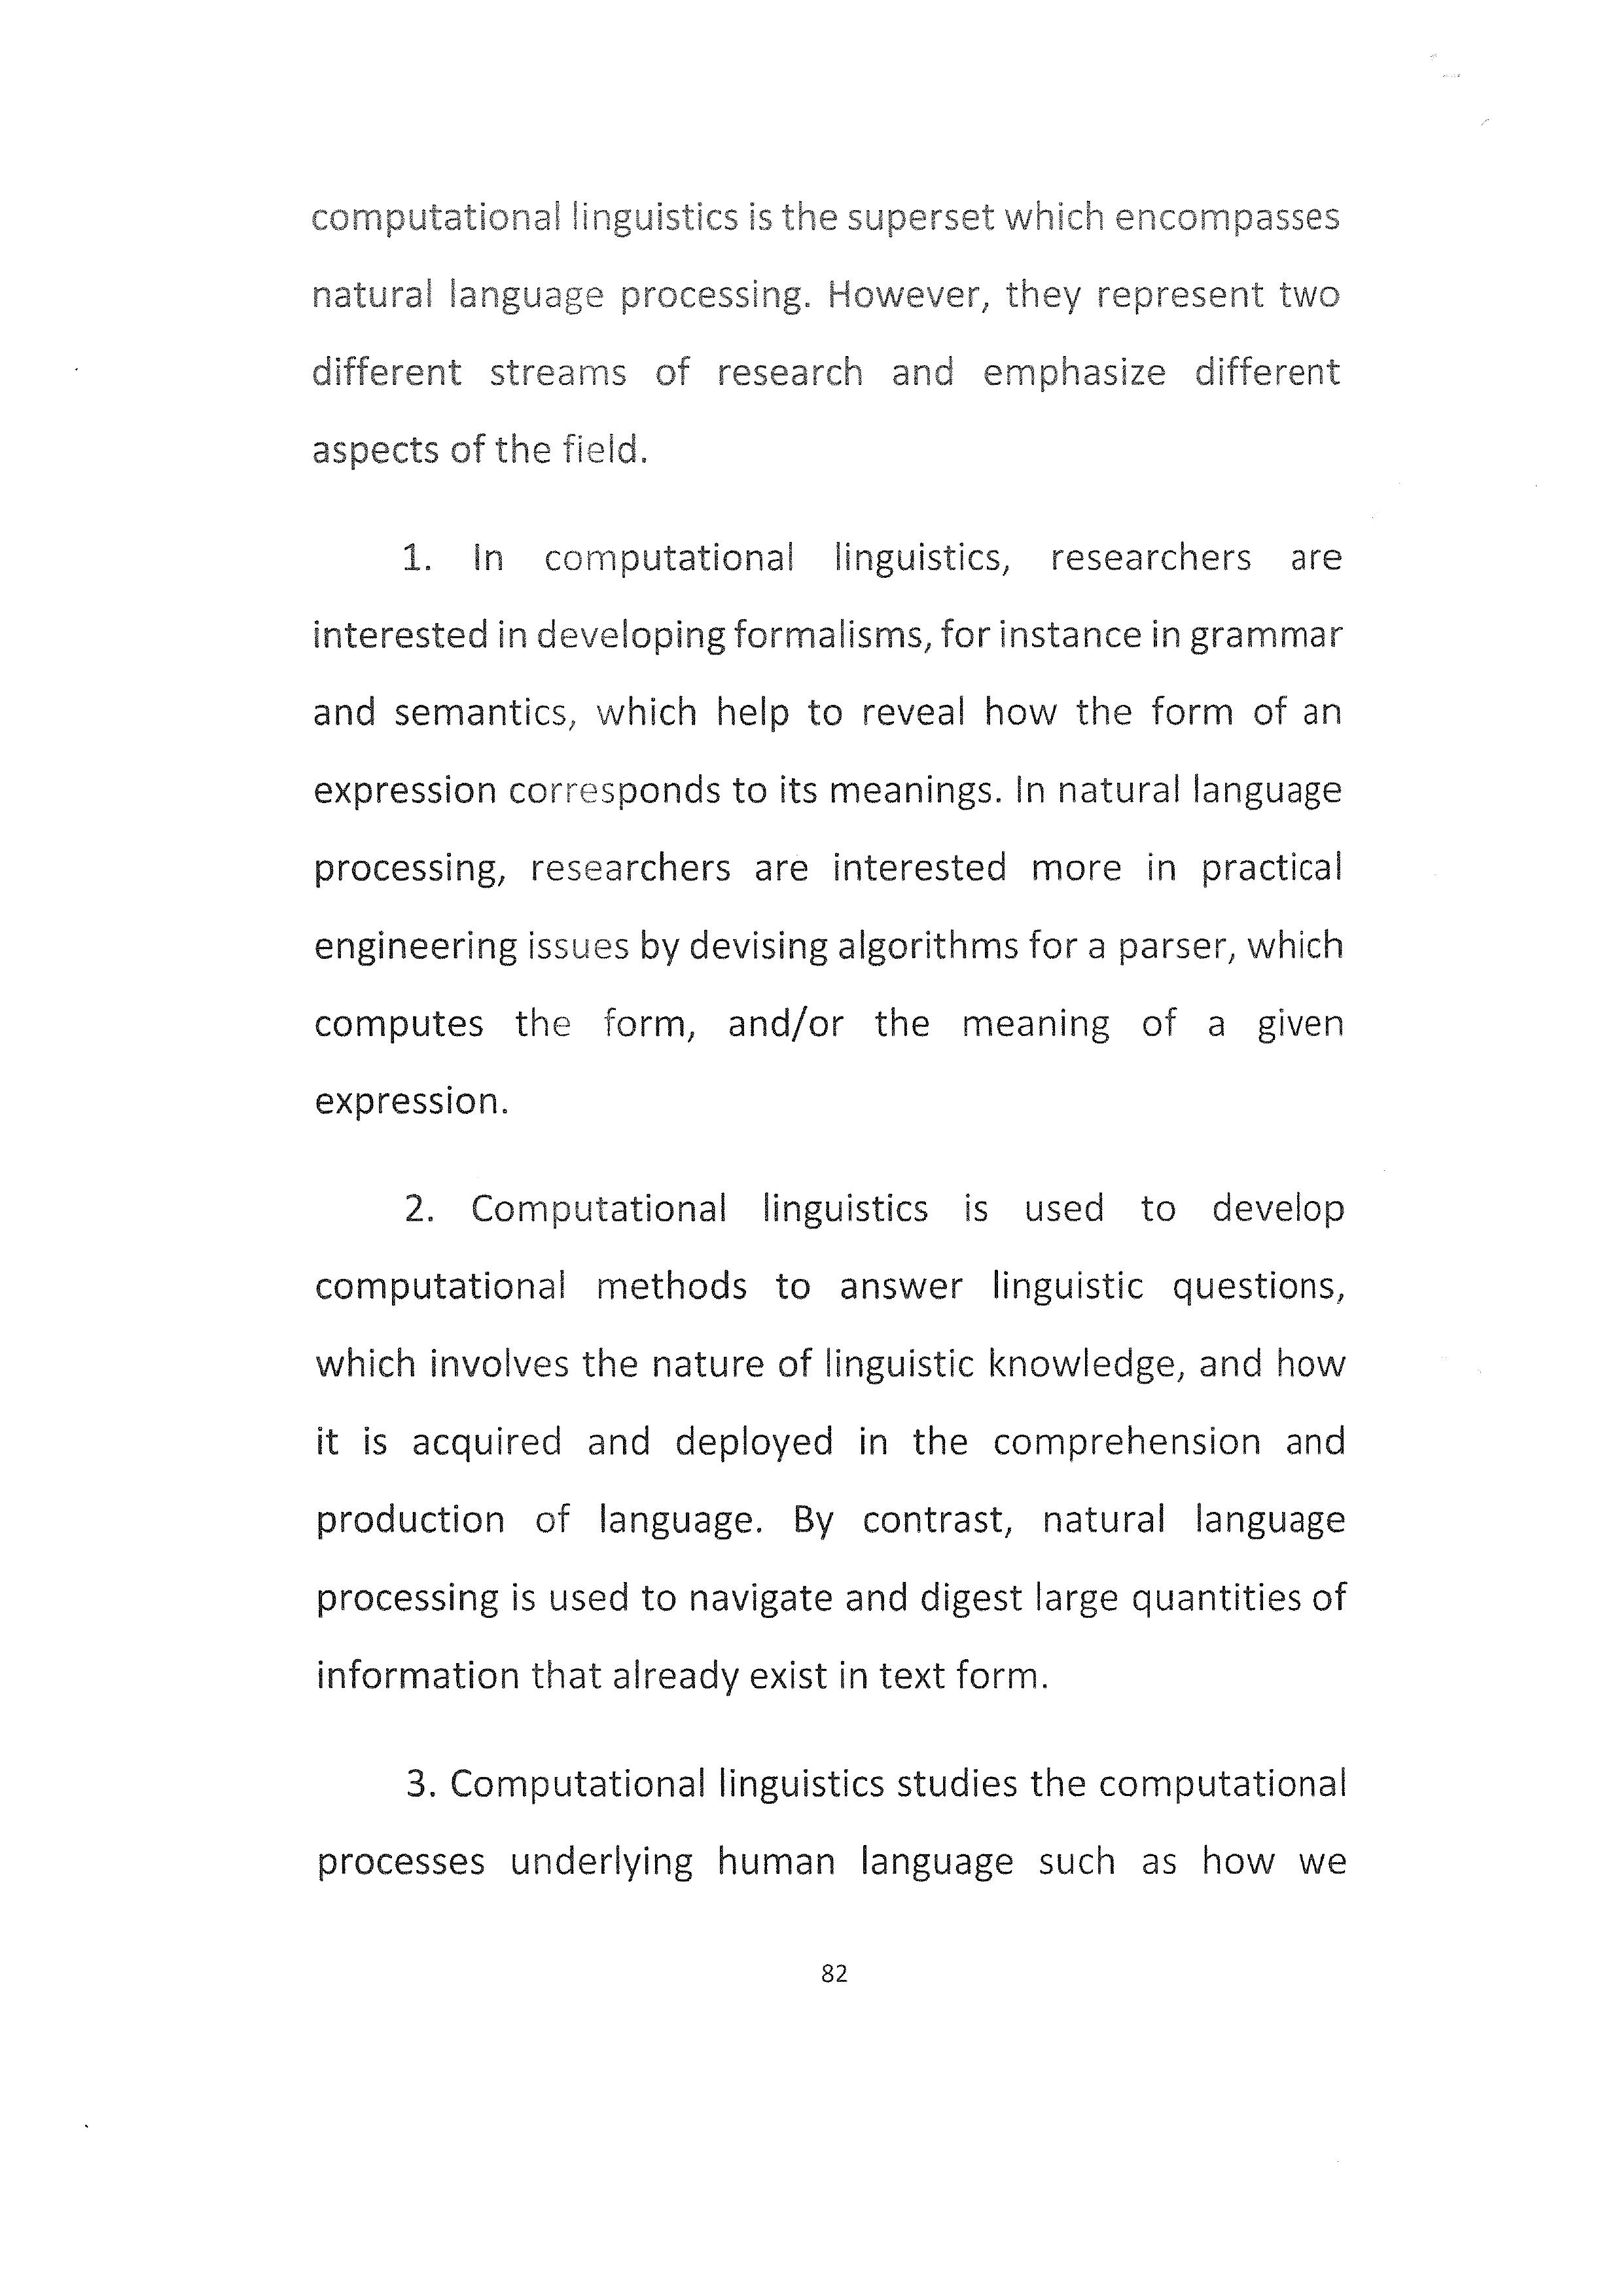 computational linguistics is the superset which encompasses
natural language processing. However, they represent two
different streams of research and emphasize different
aspects of the field.
1. In computational linguistics, researchers are
interested in developing formalisms, for instance in grammar
and semantics, which help to reveal how the form of an
expression corresponds to its meanings. In natural language
processing, researchers are interested more in practical
engineering issues by devising algorithms for a parser, which
computes the form, and/or the meaning of a given
expression.
2. Computational linguistics is used to develop
computational methods to answer linguistic questions,
which involves the nature of linguistic knowledge, and how
it is acquired and deployed in the comprehension and
production of language. By contrast, natural language
processing is used to navigate and digest large quantities of
information that already exist in text form.
3. Computational linguistics studies the computational
processes underlying human language such as how we
82